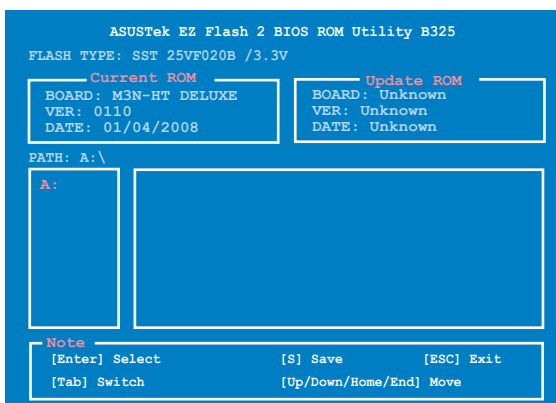 ASUSTek EZ Flash 2 BIOS ROM Utility B325
FLASH TYPE: SST 25VF020B /3.3V
Current ROM
BOARD: M3N-HT DELUXE
VER: 0110
DATE: 01/04/2008
Update ROM
BOARD: Unknown
VER: Unknown
DATE: Unknown
PATH: A:\
A:
Note
[Enter] Select [S] Save [ESC] Exit
[Tab] Switch [Up/Down/Home/End] Move